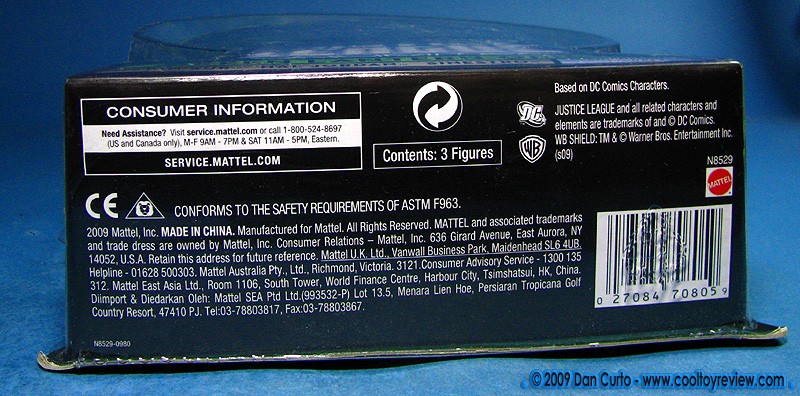 CONSUMER INFORMATION
Need Assistance? Visit service.mattel.com or call 1-800-524-8697
(US and Canada only), M-F 9AM - 7PM & SAT 11AM - 5PM, Eastern.
SERVICE.MATTEL.COM
Contents: 3 Figures
Based on DC Comics Characters.
DC
JUSTICE LEAGUE and all related characters and
elements are trademarks of and © DC Comics.
WB
WB SHIELD: TM & © Warner Bros. Entertainment Inc.
(s09)
N8529
MATTEL
CE
CONFORMS TO THE SAFETY REQUIREMENTS OF ASTM F963.
2009 Mattel, Inc. MADE IN CHINA. Manufactured for Mattel. All Rights Reserved. MATTEL and associated trademarks
and trade dress are owned by Mattel, Inc. Consumer Relations – Mattel, Inc. 636 Girard Avenue, East Aurora, NY
14052, U.S.A. Retain this address for future reference. Mattel U.K. Ltd., Vanwall Business Park, Maidenhead SL6 4UB.
Helpline - 01628 500303. Mattel Australia Pty., Ltd., Richmond, Victoria. 3121.Consumer Advisory Service - 1300 135
312. Mattel East Asia Ltd., Room 1106, South Tower, World Finance Centre, Harbour City, Tsimshatsui, HK, China.
Diimport & Diedarkan Oleh: Mattel SEA Ptd Ltd.(993532-P) Lot 13.5, Menara Lien Hoe, Persiaran Tropicana Golf
Country Resort, 47410 PJ. Tel:03-78803817, Fax:03-78803867.
0 27084 70805 9
N8529-0980
© 2009 Dan Curto - www.cooltoyreview.com